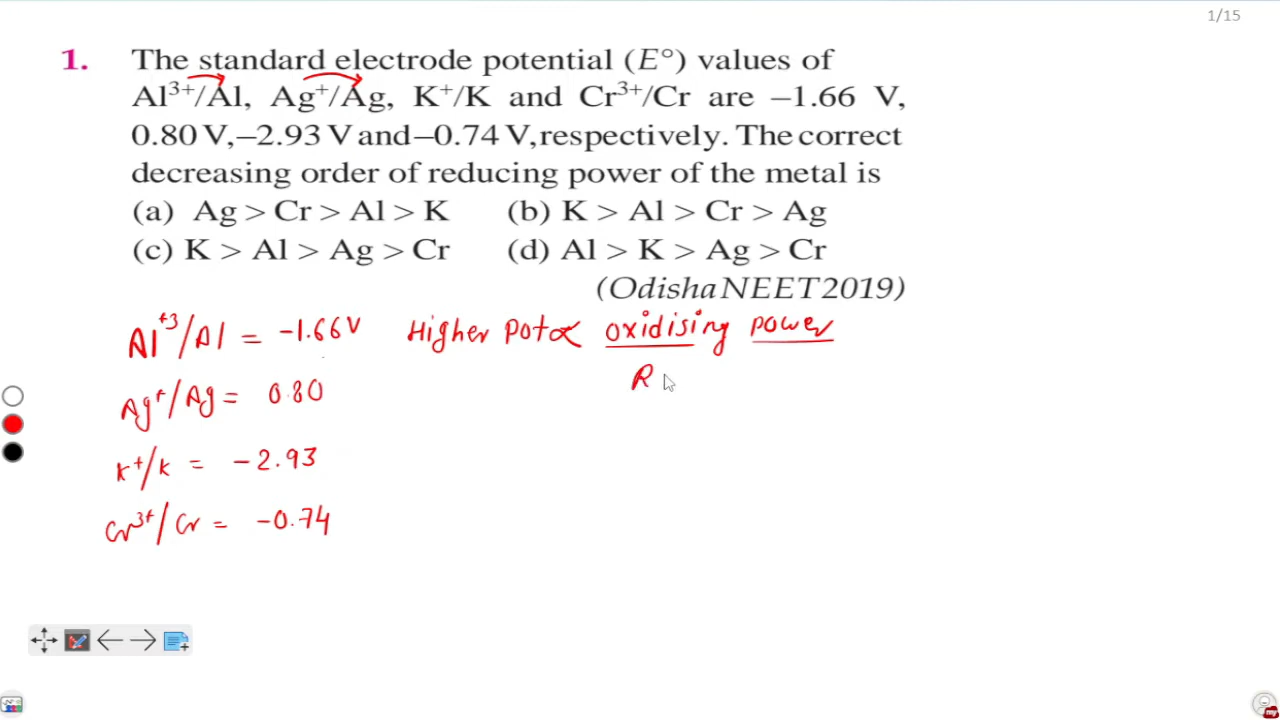 1/15
1. The standard electrode potential (E°) values of
Al³⁺/Al, Ag⁺/Ag, K⁺/K and Cr³⁺/Cr are –1.66 V,
0.80 V, –2.93 V and –0.74 V, respectively. The correct
decreasing order of reducing power of the metal is
(a) Ag > Cr > Al > K (b) K > Al > Cr > Ag
(c) K > Al > Ag > Cr (d) Al > K > Ag > Cr
(Odisha NEET 2019)
Al⁺³/Al = -1.66V Higher Pot ∝ oxidising power
R
Ag⁺/Ag = 0.80
K⁺/K = -2.93
Cr³⁺/Cr = -0.74